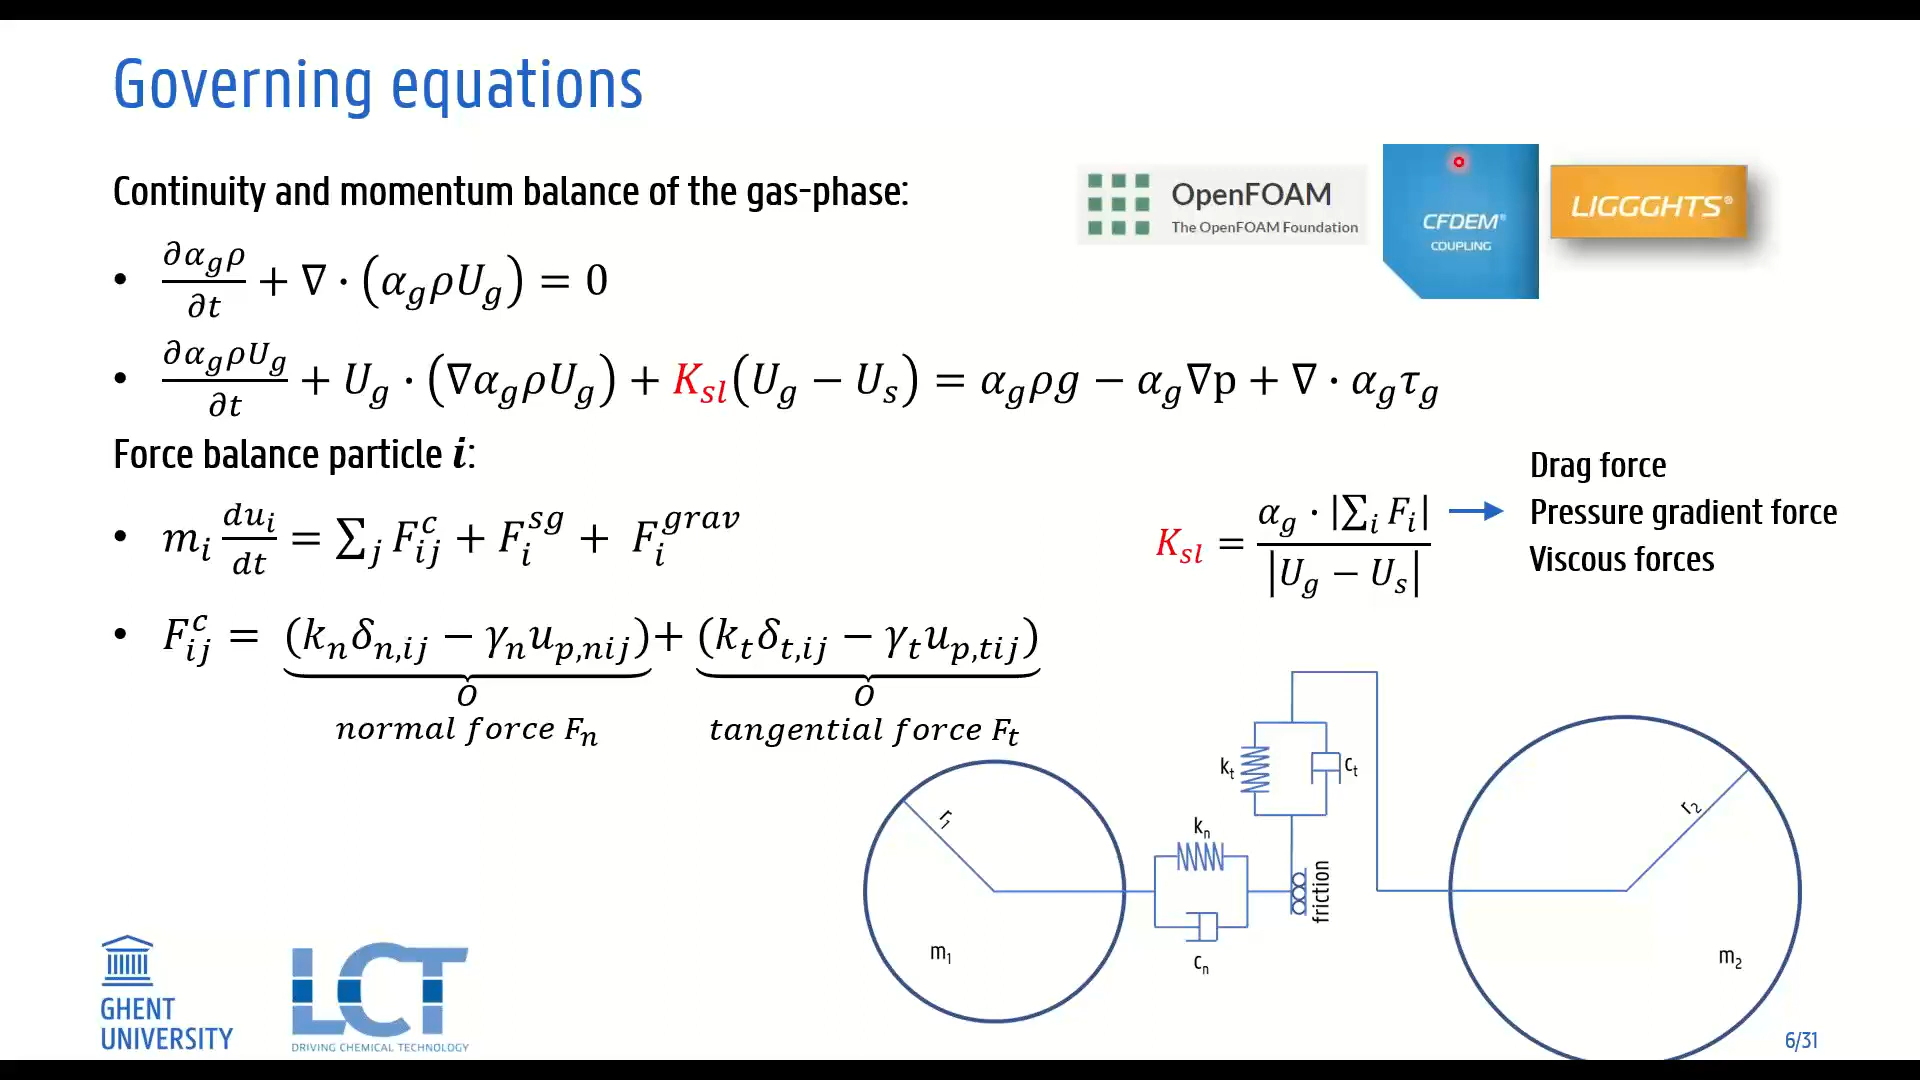 Governing equations
Continuity and momentum balance of the gas-phase:
OpenFOAM
The OpenFOAM Foundation
CFDEM®
COUPLING
LIGGGHTS®
• ∂α_gρ/∂t + ∇ · (α_gρU_g) = 0
• ∂α_gρU_g/∂t + U_g · (∇α_gρU_g) + K_sl(U_g − U_s) = α_gρg − α_g∇p + ∇ · α_gτ_g
Force balance particle i:
• m_i du_i/dt = ∑_j F_ij^c + F_i^sg + F_i^grav
K_sl = α_g · |∑_i F_i| / |U_g − U_s|
Drag force
Pressure gradient force
Viscous forces
• F_ij^c = (k_nδ_n,ij − γ_nu_p,nij) + (k_tδ_t,ij − γ_tu_p,tij)
O
normal force F_n
O
tangential force F_t
r_1
m_1
k_n
c_n
k_t
c_t
friction
r_2
m_2
GHENT
UNIVERSITY
LCT
DRIVING CHEMICAL TECHNOLOGY
6/31